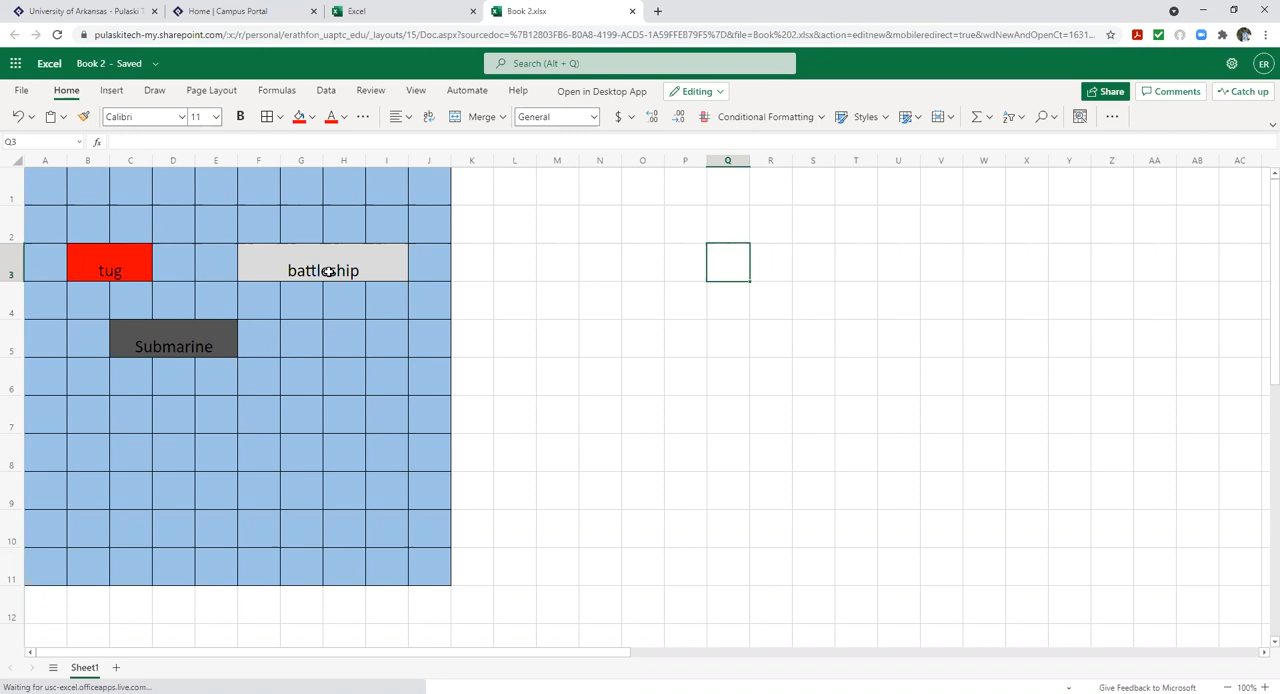 University of Arkansas - Pulaski T
Home | Campus Portal
Excel
Book 2.xlsx
pulaskitech-my.sharepoint.com/:x:/r/personal/erathfon_uaptc_edu/_layouts/15/Doc.aspx?sourcedoc=%7B12803FB6-B0A8-4199-ACD5-1A59FFEB79F5%7D&file=Book%202.xlsx&action=editnew&mobileredirect=true&wdNewAndOpenCt=1631...
Excel Book 2 - Saved
Search (Alt + Q)
ER
File Home Insert Draw Page Layout Formulas Data Review View Automate Help Open in Desktop App Editing Share Comments Catch up
Calibri 11 B A Merge General $ Conditional Formatting Styles
Q3 fx
A B C D E F G H I J K L M N O P Q R S T U V W X Y Z AA AB AC
1
2
3 tug battleship
4
5 Submarine
6
7
8
9
10
11
12
Sheet1
Waiting for usc-excel.officeapps.live.com...
Give Feedback to Microsoft 100%